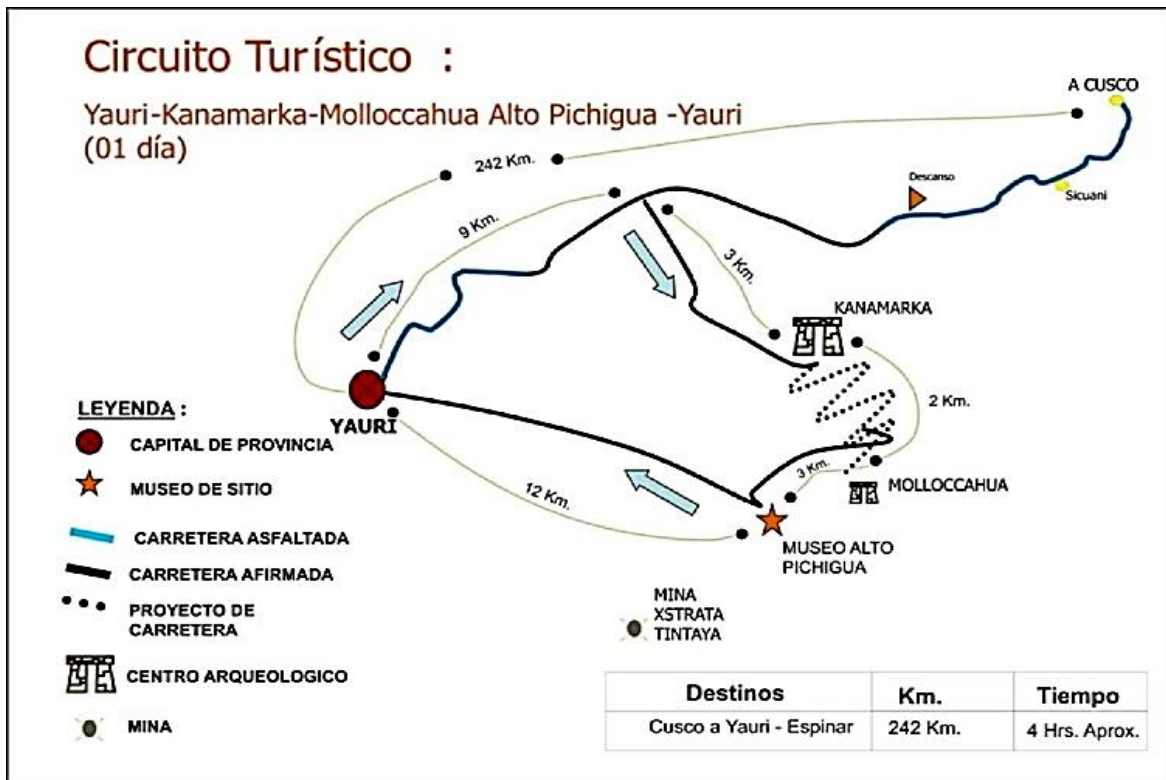 Circuito Turístico :
Yauri-Kanamarka-Molloccahua Alto Pichigua -Yauri
(01 día)
A CUSCO
242 Km.
Descanso
Sicuani
9 Km.
3 Km.
KANAMARKA
2 Km.
YAURI
3 Km.
MOLLOCCAHUA
12 Km.
MUSEO ALTO
PICHIGUA
MINA
XSTRATA
TINTAYA
LEYENDA :
CAPITAL DE PROVINCIA
MUSEO DE SITIO
CARRETERA ASFALTADA
CARRETERA AFIRMADA
PROYECTO DE
CARRETERA
CENTRO ARQUEOLOGICO
MINA
Destinos Km. Tiempo
Cusco a Yauri - Espinar 242 Km. 4 Hrs. Aprox.